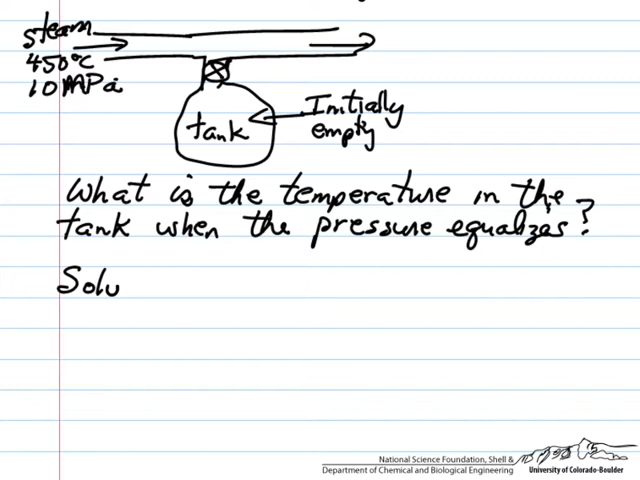 steam
450°C
10 MPa
tank
Initially
empty
What is the temperature in the
tank when the pressure equalizes?
Solu
National Science Foundation, Shell &
Department of Chemical and Biological Engineering
University of Colorado-Boulder